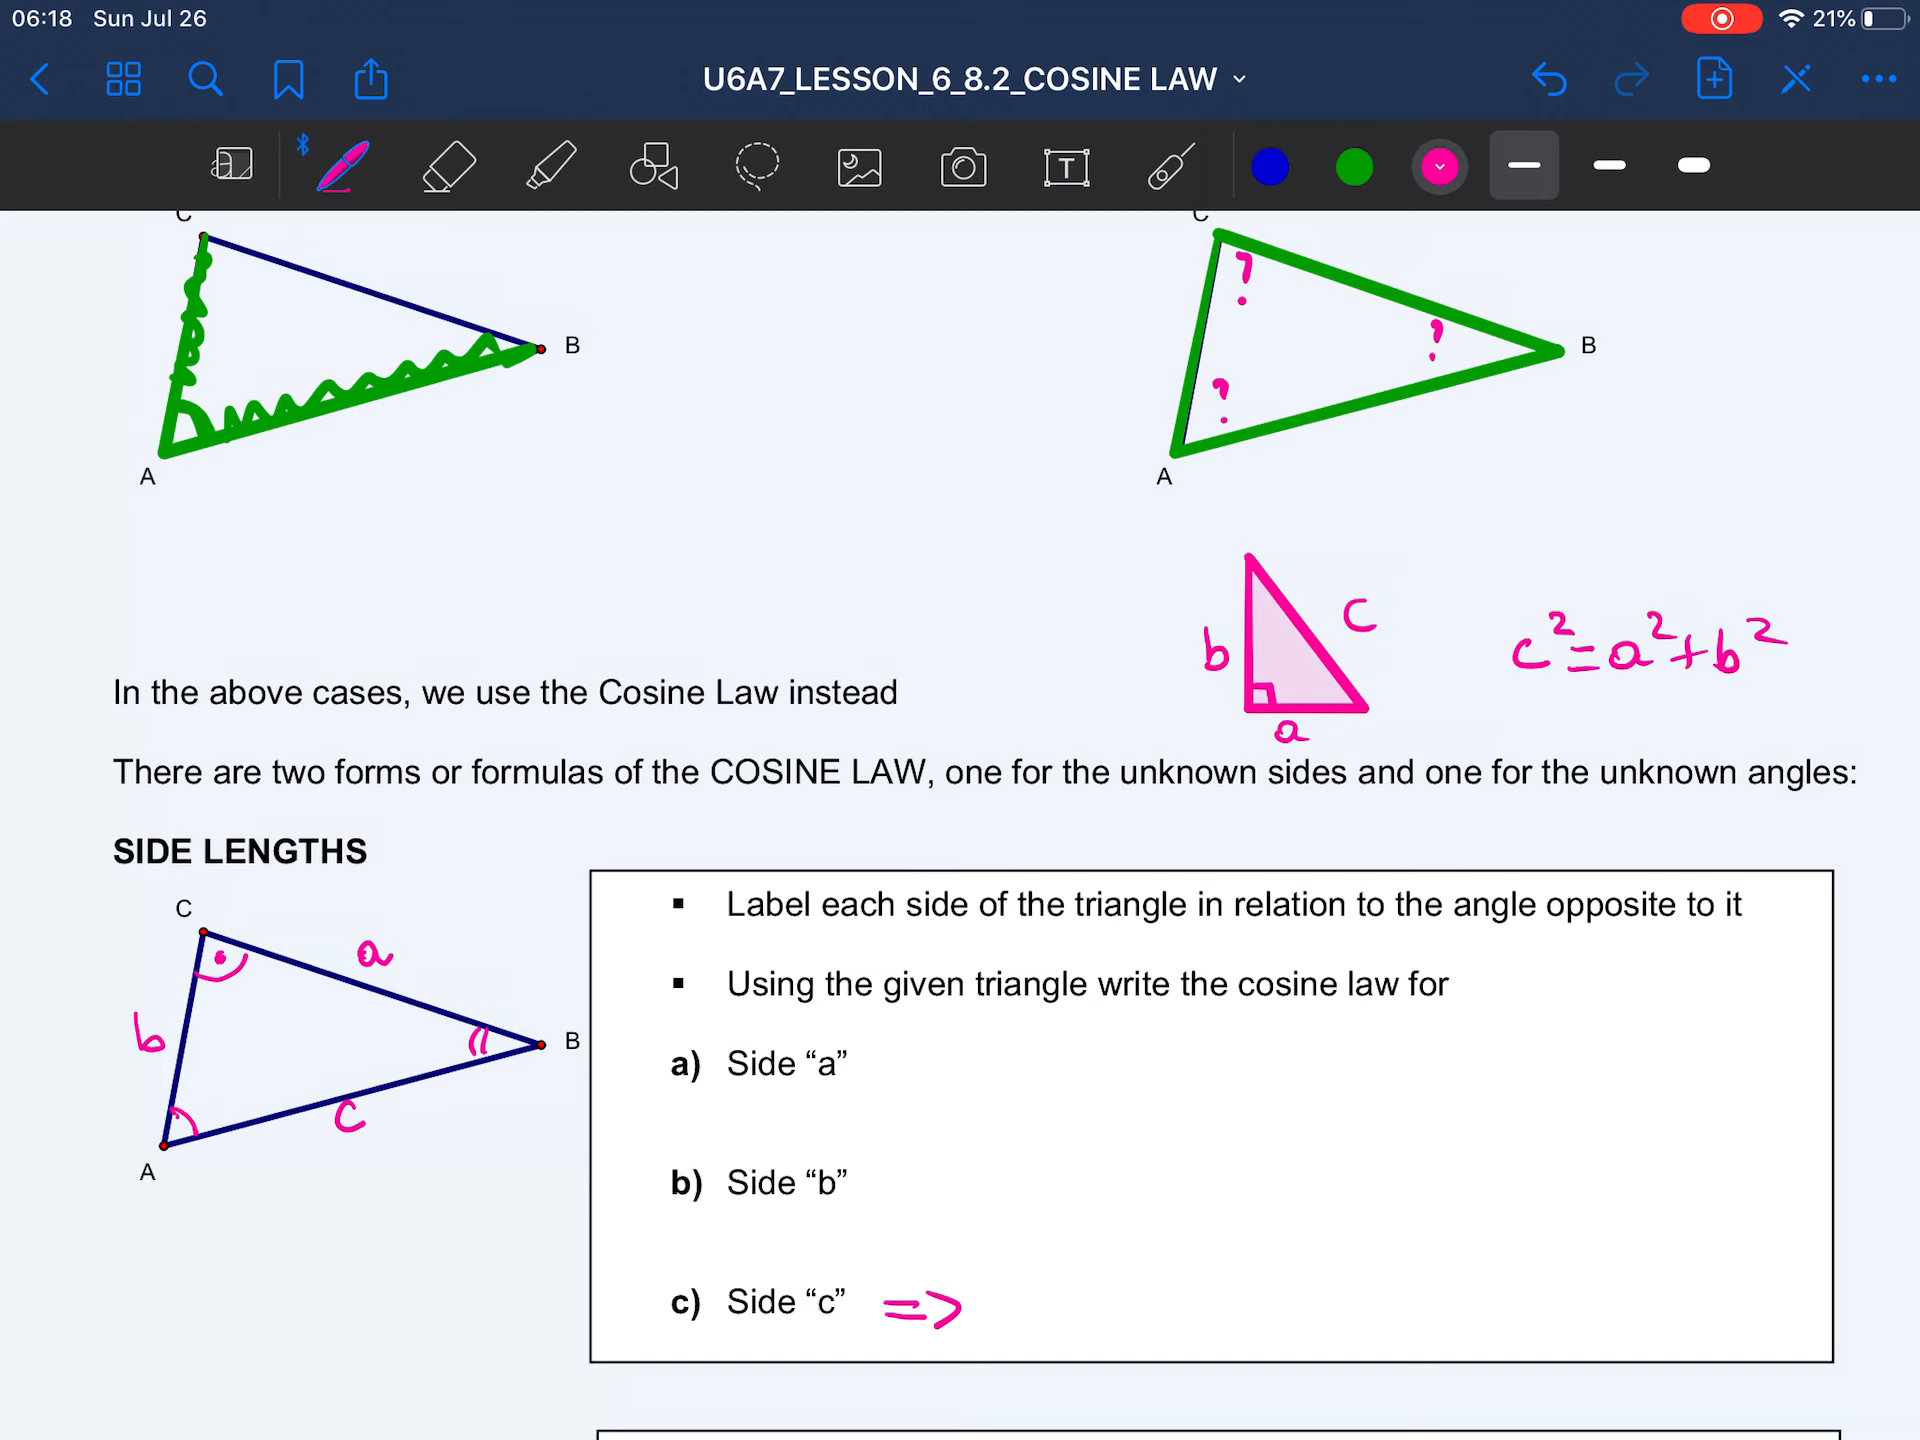 06:18 Sun Jul 26
21%
U6A7_LESSON_6_8.2_COSINE LAW
T
C
C
B
B
?
?
?
A
A
b
c
a
c²=a²+b²
In the above cases, we use the Cosine Law instead
There are two forms or formulas of the COSINE LAW, one for the unknown sides and one for the unknown angles:
SIDE LENGTHS
C
a
b
B
c
A
▪ Label each side of the triangle in relation to the angle opposite to it
▪ Using the given triangle write the cosine law for
a) Side “a”
b) Side “b”
c) Side “c” =>